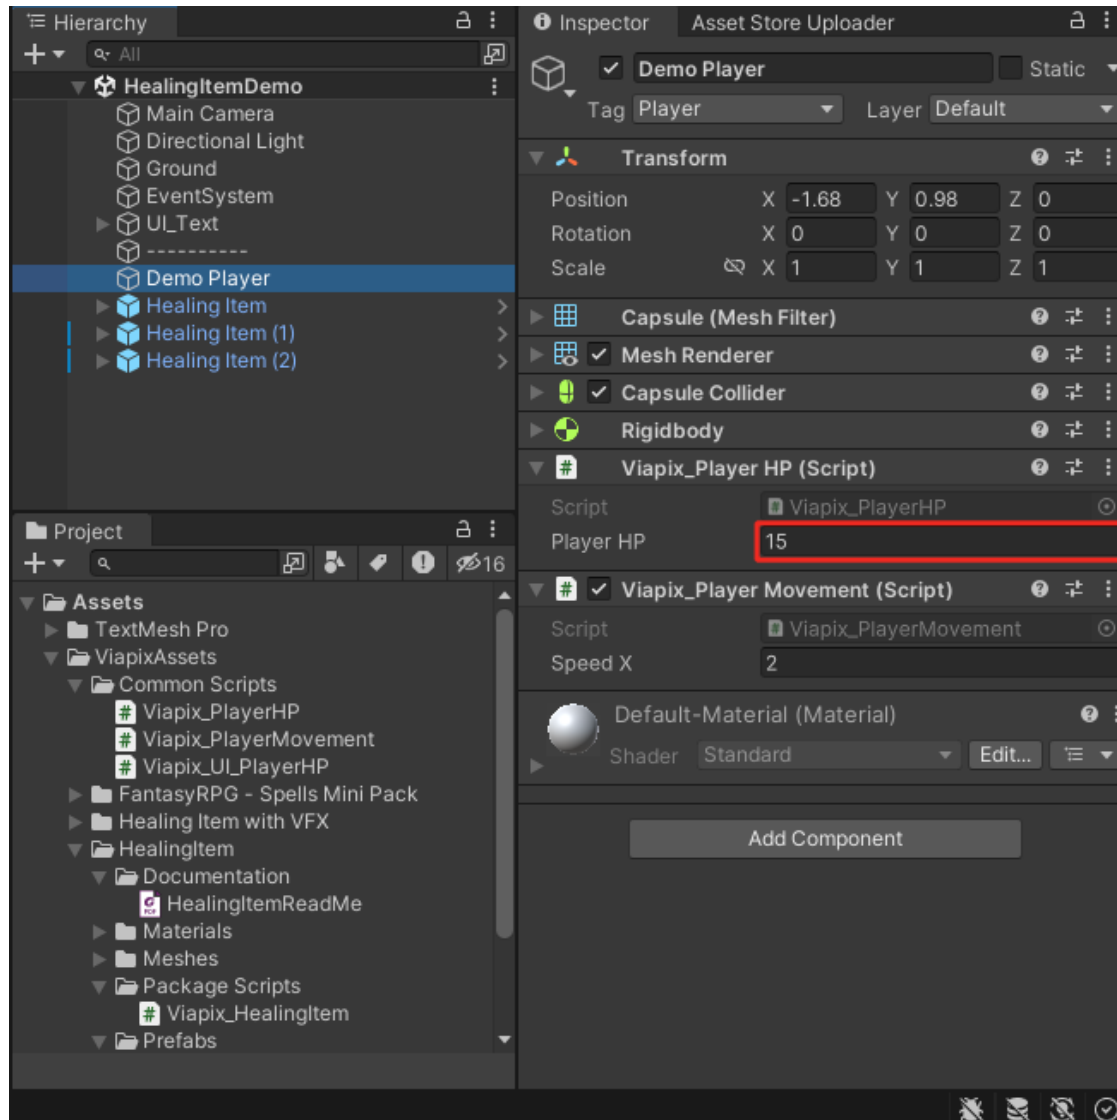 Hierarchy
All
HealingItemDemo
Main Camera
Directional Light
Ground
EventSystem
UI_Text
----------
Demo Player
Healing Item
Healing Item (1)
Healing Item (2)
Project
16
Assets
TextMesh Pro
ViapixAssets
Common Scripts
Viapix_PlayerHP
Viapix_PlayerMovement
Viapix_UI_PlayerHP
FantasyRPG - Spells Mini Pack
Healing Item with VFX
HealingItem
Documentation
HealingItemReadMe
Materials
Meshes
Package Scripts
Viapix_HealingItem
Prefabs
Inspector Asset Store Uploader
Demo Player Static
Tag Player Layer Default
Transform
Position X -1.68 Y 0.98 Z 0
Rotation X 0 Y 0 Z 0
Scale X 1 Y 1 Z 1
Capsule (Mesh Filter)
Mesh Renderer
Capsule Collider
Rigidbody
# Viapix_Player HP (Script)
Script Viapix_PlayerHP
Player HP 15
# Viapix_Player Movement (Script)
Script Viapix_PlayerMovement
Speed X 2
Default-Material (Material)
Shader Standard Edit...
Add Component